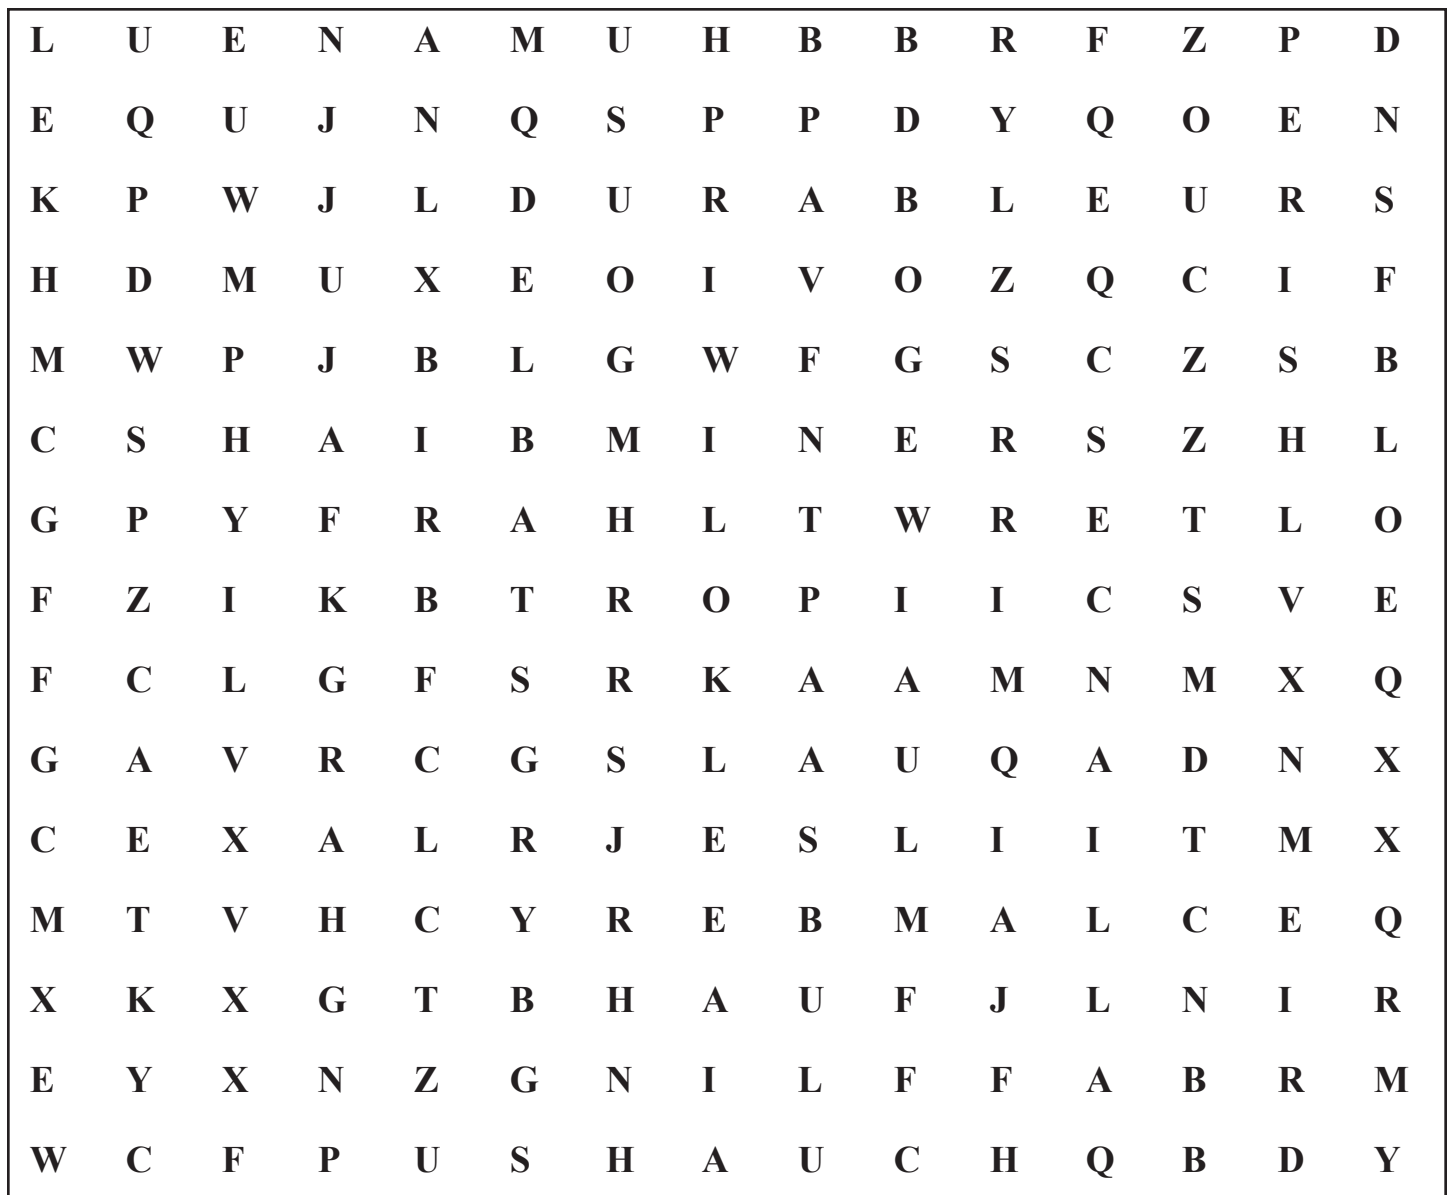 L U E N A M U H B B R F Z P D
E Q U J N Q S P P D Y Q O E N
K P W J L D U R A B L E U R S
H D M U X E O I V O Z Q C I F
M W P J B L G W F G S C Z S B
C S H A I B M I N E R S Z H L
G P Y F R A H L T W R E T L O
F Z I K B T R O P I I C S V E
F C L G F S R K A A M N M X Q
G A V R C G S L A U Q A D N X
C E X A L R J E S L I I T M X
M T V H C Y R E B M A L C E Q
X K X G T B H A U F J L N I R
E Y X N Z G N I L F F A B R M
W C F P U S H A U C H Q B D Y